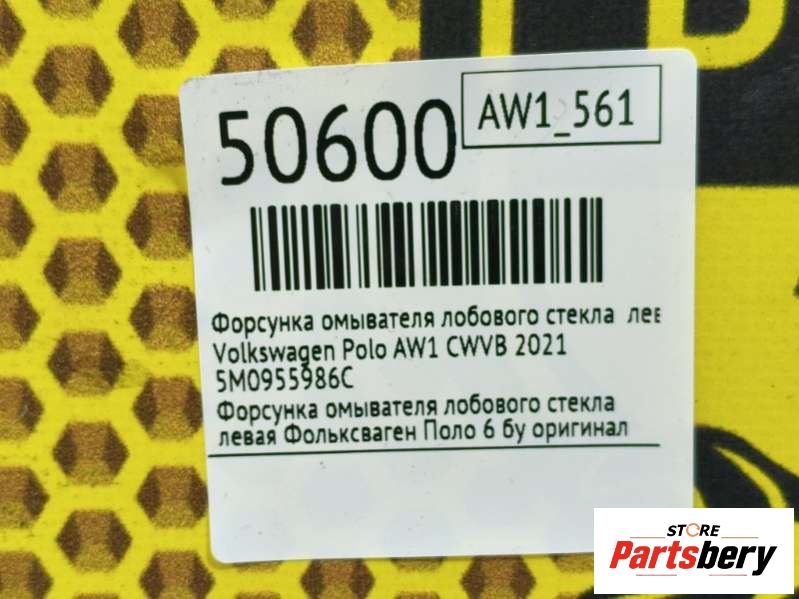 50600
AW1_561
Форсунка омывателя лобового стекла лев
Volkswagen Polo AW1 CWVB 2021
5M0955986C
Форсунка омывателя лобового стекла
левая Фольксваген Поло 6 бу оригинал
STORE
Partsbery